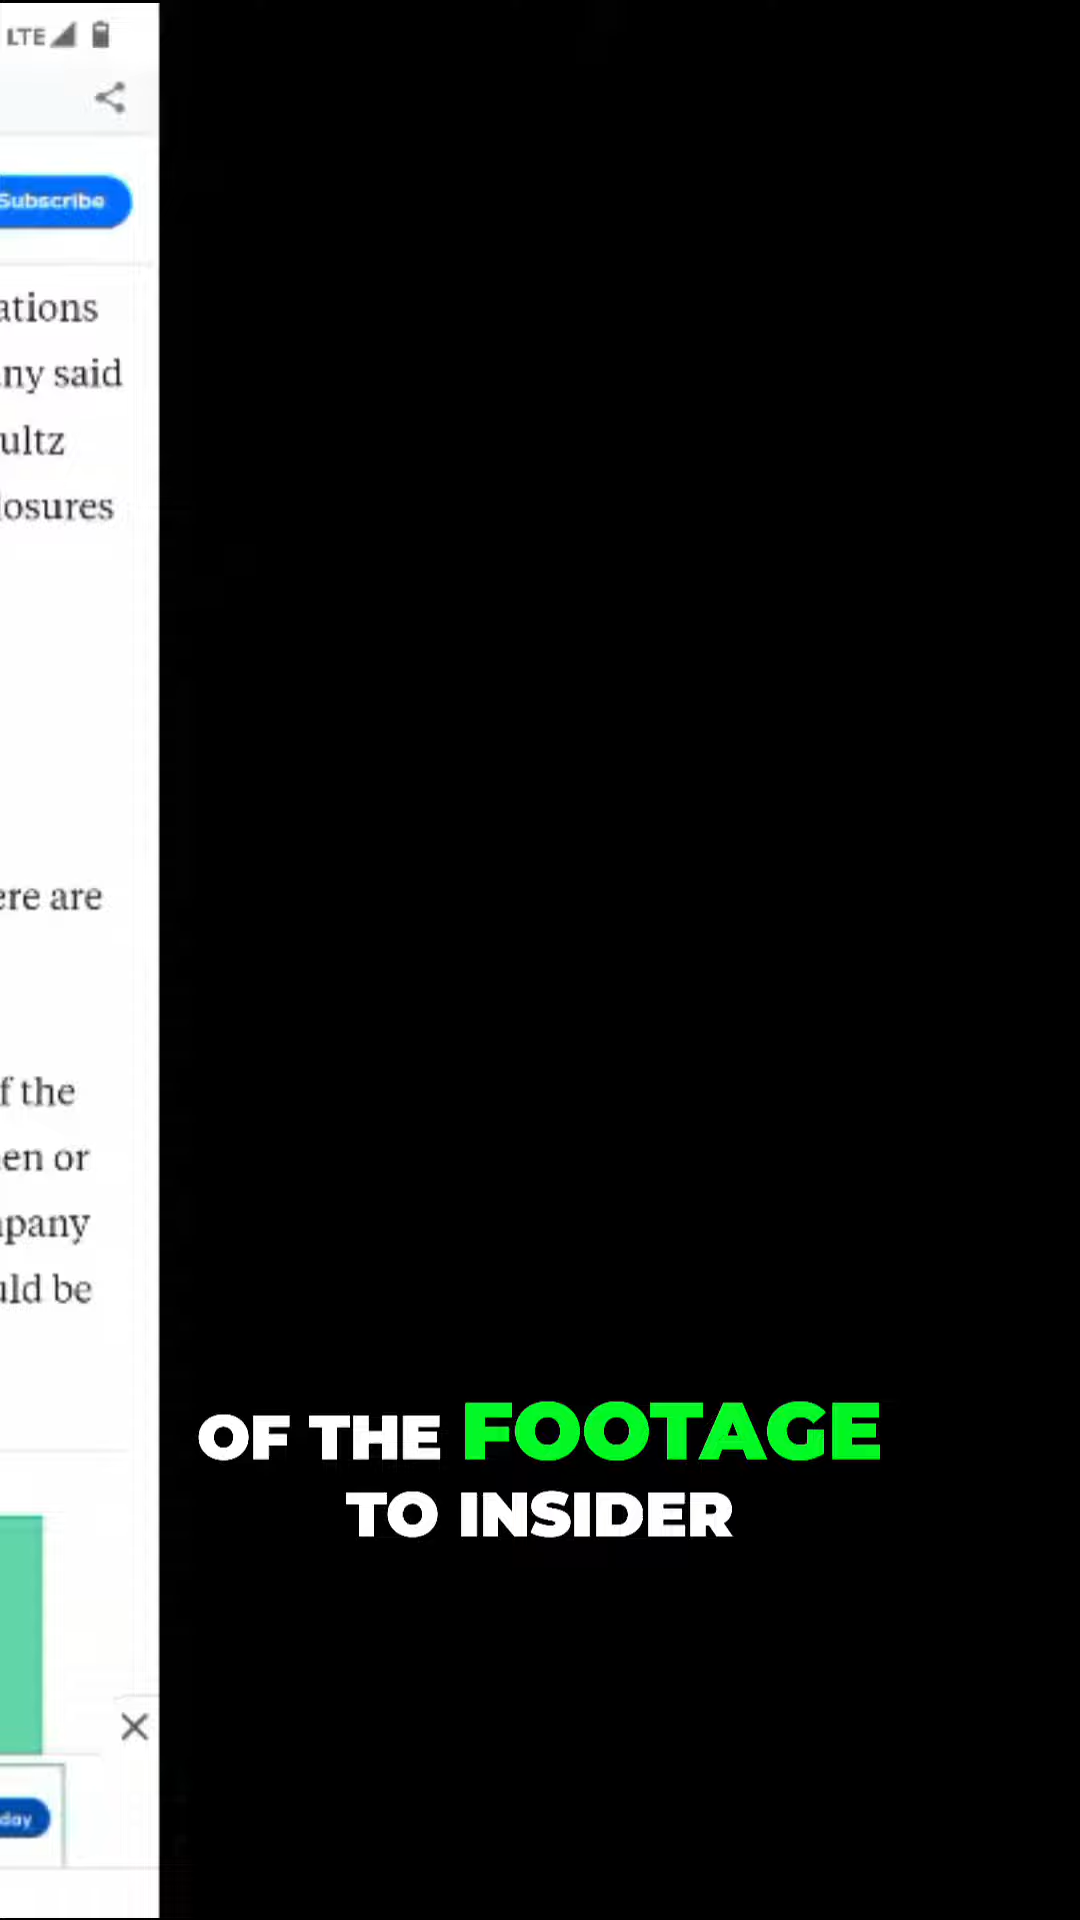 LTE
Subscribe
ations
ny said
ultz
losures
ere are
f the
en or
pany
uld be
OF THE FOOTAGE
TO INSIDER
day